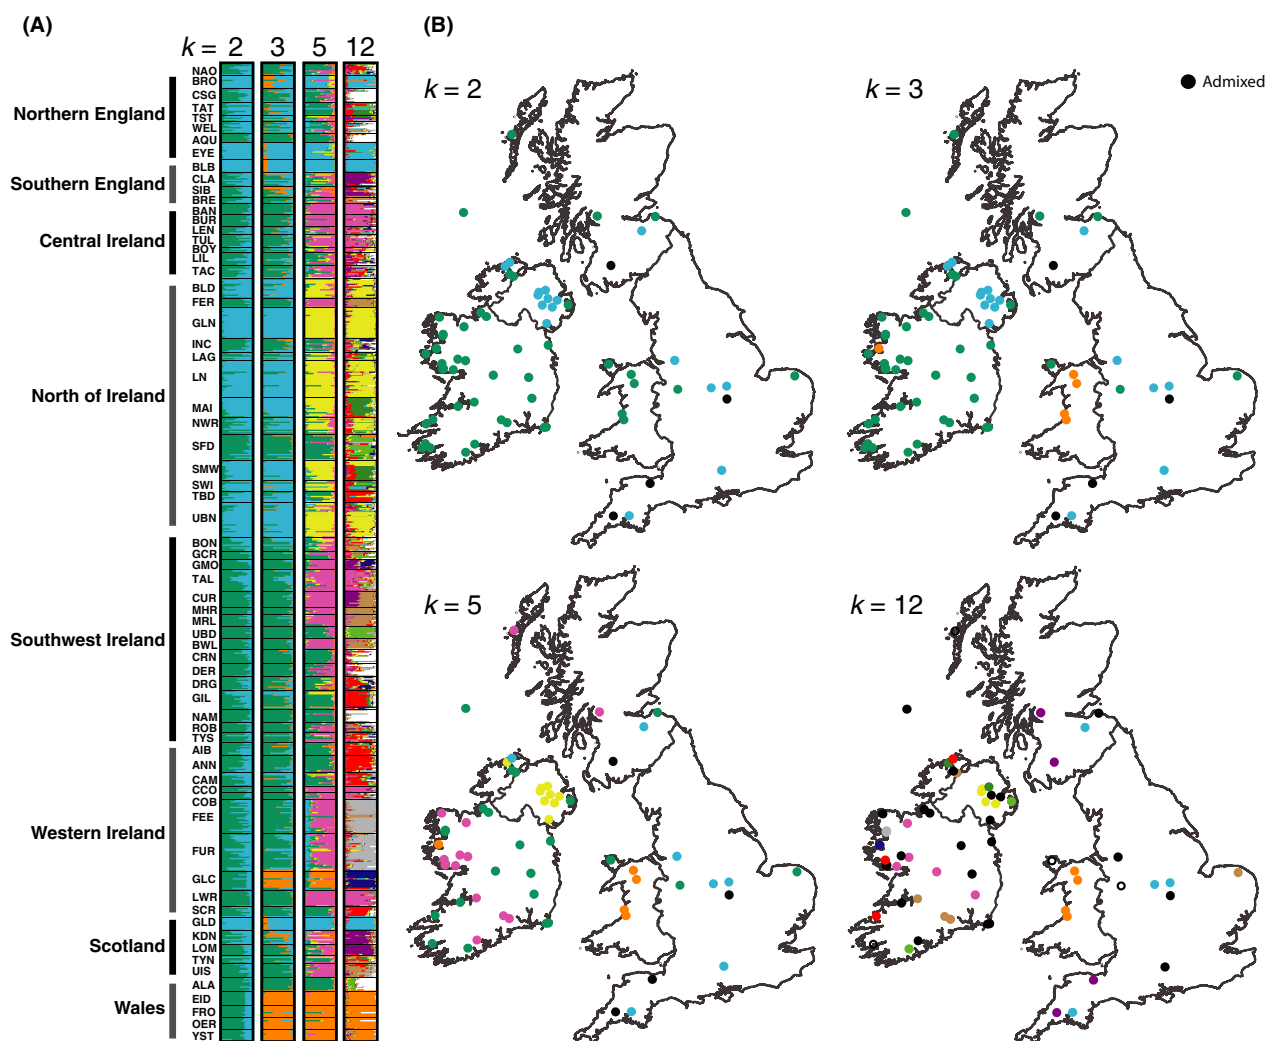 (A)
(B)
k = 2 3 5 12
NAO
BRO
CSG
TAT
TST
WEL
AQU
EYE
BLB
CLA
SIB
BRE
BAN
BUR
LEN
TUL
BOY
LIL
TAC
BLD
FER
GLN
INC
LAG
LN
MAI
NWR
SFD
SMW
SWI
TBD
UBN
BON
GCR
GMO
TAL
CUR
MHR
MRL
UBD
BWL
CRN
DER
DRG
GIL
NAM
ROB
TYS
AIB
ANN
CAM
CCO
COB
FEE
FUR
GLC
LWR
SCR
GLD
KDN
LOM
TYN
UIS
ALA
EID
FRO
OER
YST
Northern England
Southern England
Central Ireland
North of Ireland
Southwest Ireland
Western Ireland
Scotland
Wales
k = 2
k = 3
Admixed
k = 5
k = 12